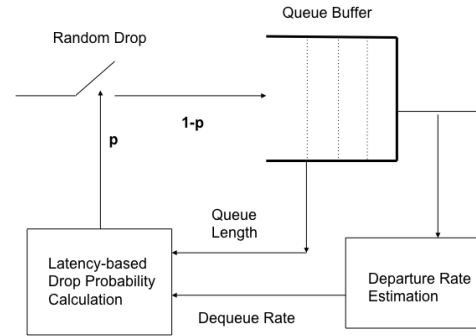 Queue Buffer
Random Drop
1-p
p
Queue
Length
Latency-based
Drop Probability
Calculation
Departure Rate
Estimation
Dequeue Rate